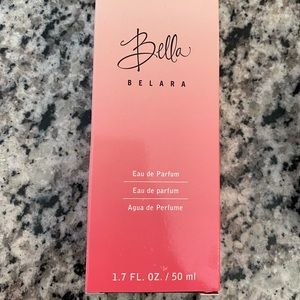 Bella
BELARA
Eau de Parfum
Eau de parfum
Agua de Perfume
1.7 FL. OZ. / 50 ml